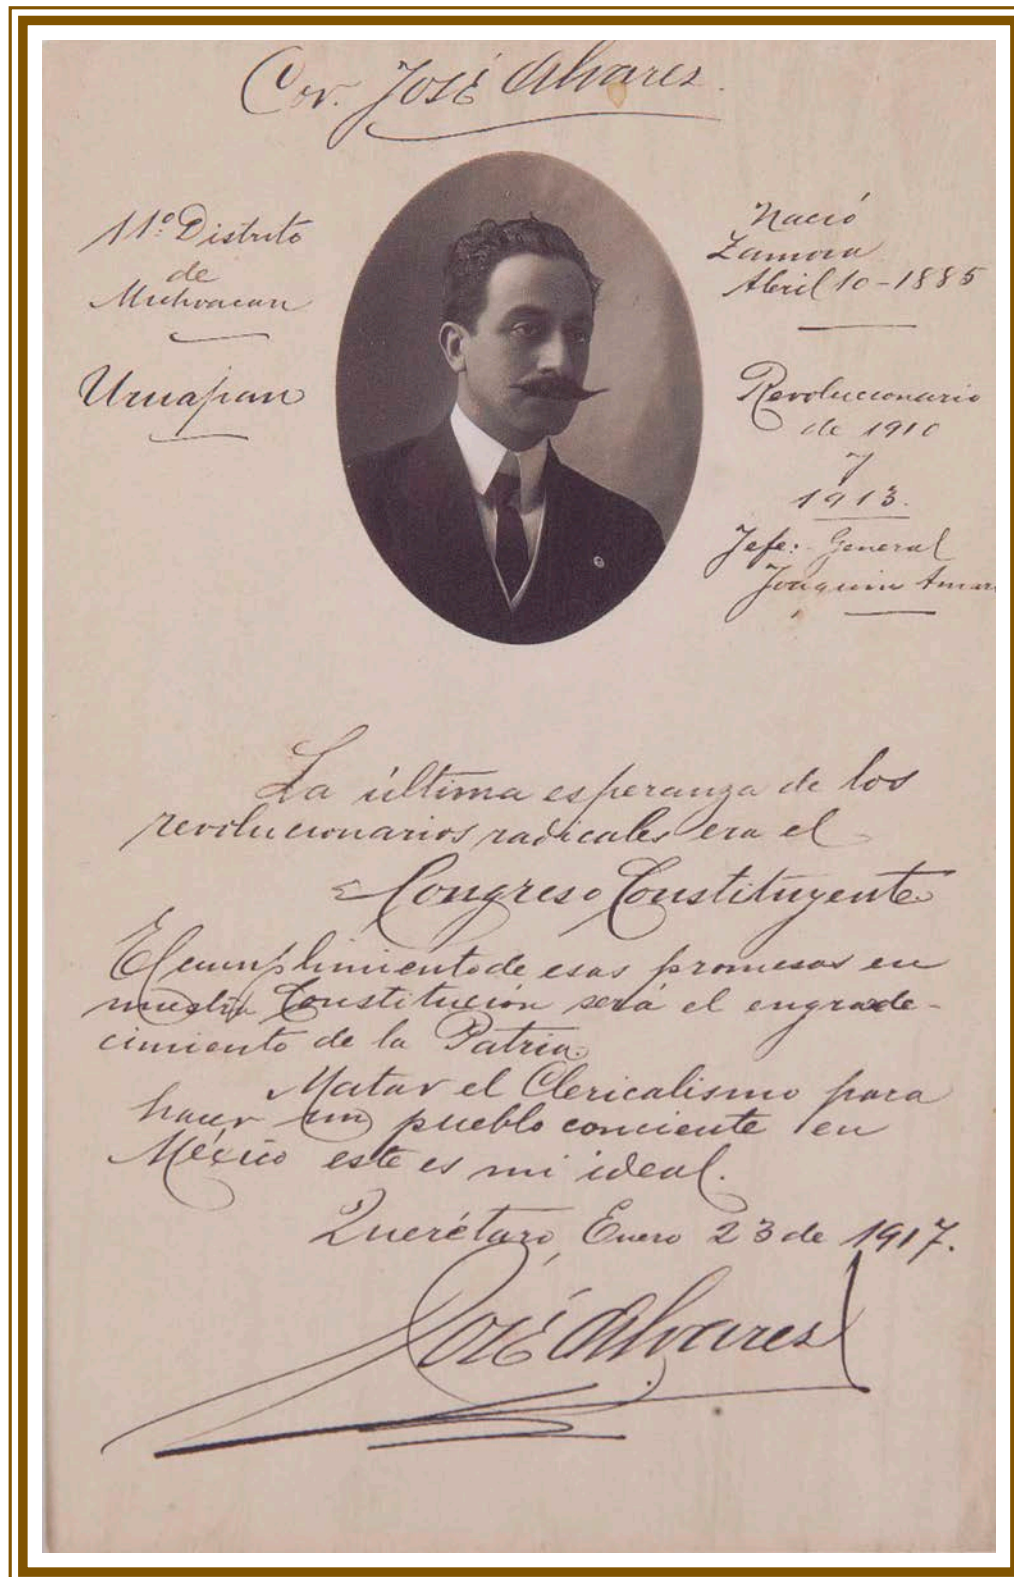 Cor. José Alvarez.
11º Distrito
de
Michoacan
Uruapan
Nació
Zamora
Abril 10-1885
Revolucionario
de 1910
y
1913.
Jefe: General
Joaquin Amaro
La última esperanza de los
revolucionarios radicales era el
Congreso Constituyente.
El cumplimiento de esas promesas en
nuestra Constitución será el engrade-
cimiento de la Patria.
Matar el Clericalismo para
hacer un pueblo conciente en
México este es mi ideal.
Querétaro, Enero 23 de 1917.
José Alvarez